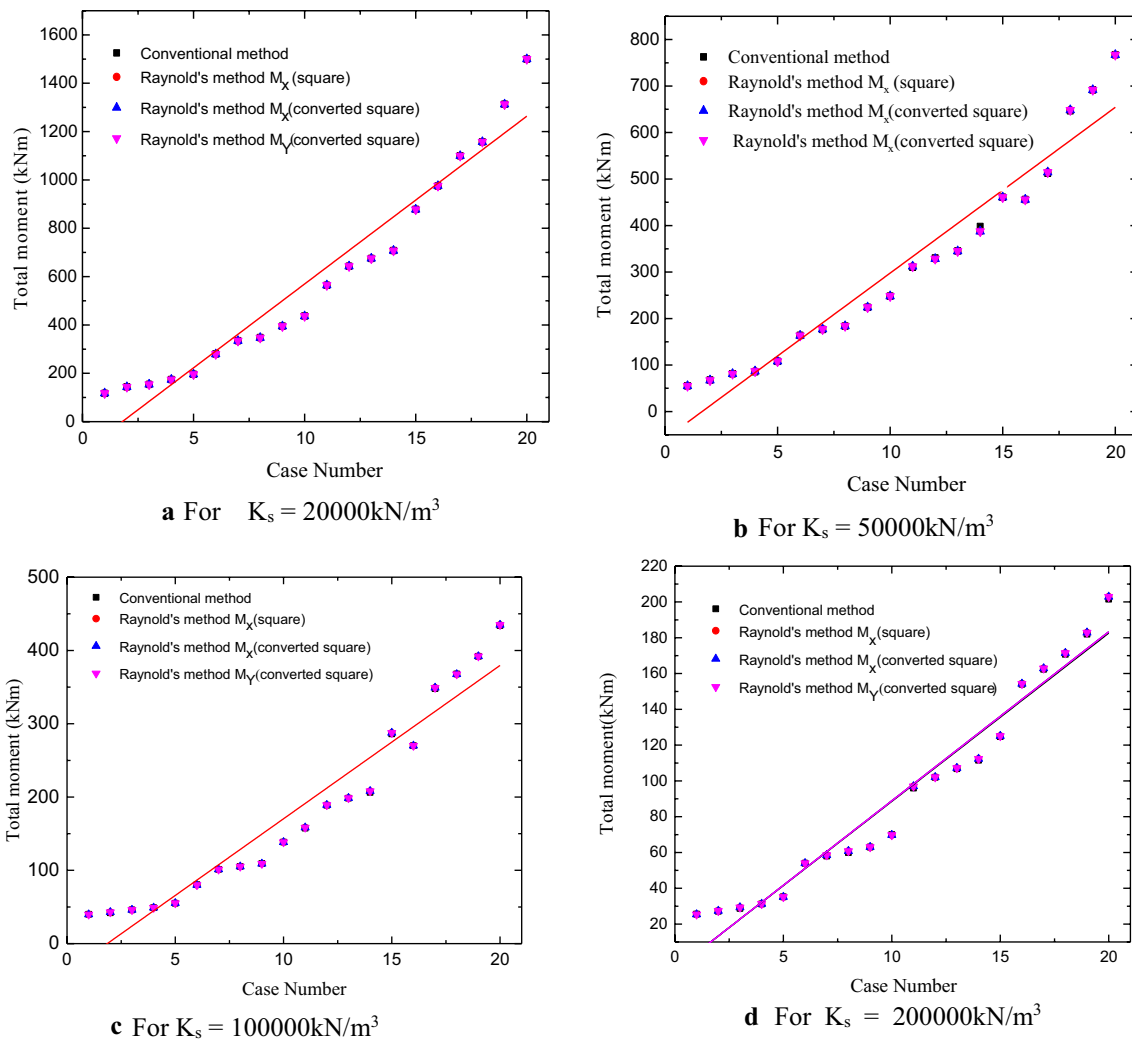 Conventional method
Raynold's method MX (square)
Raynold's method MX(converted square)
Raynold's method MY(converted square)
Total moment (kNm)
1600
1400
1200
1000
800
600
400
200
0
0 5 10 15 20
Case Number
a For Ks = 20000kN/m3
Conventional method
Raynold's method Mx (square)
Raynold's method Mx(converted square)
Raynold's method Mx(converted square)
Total moment (kNm)
800
700
600
500
400
300
200
100
0
0 5 10 15 20
Case Number
b For Ks = 50000kN/m3
Conventional method
Raynold's method MX(square)
Raynold's method MX(converted square)
Raynold's method MY(converted square)
Total moment (kNm)
500
400
300
200
100
0
0 5 10 15 20
Case Number
c For Ks = 100000kN/m3
Conventional method
Raynold's method MX(square)
Raynold's method MX(converted square)
Raynold's method MY(converted square)
Total moment(kNm)
220
200
180
160
140
120
100
80
60
40
20
0 5 10 15 20
Case Number
d For Ks = 200000kN/m3